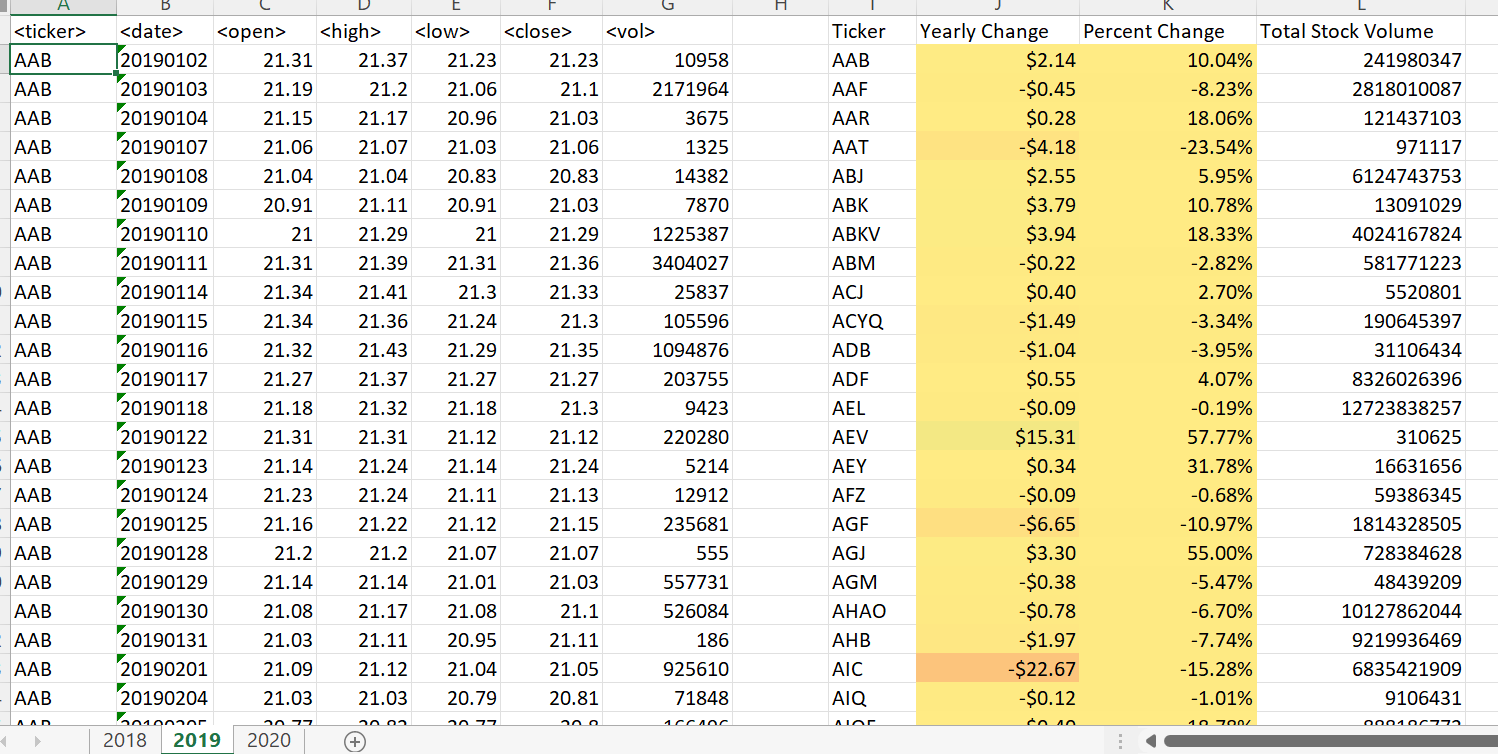 A B C D E F G H I J K L
<ticker> <date> <open> <high> <low> <close> <vol> Ticker Yearly Change Percent Change Total Stock Volume
AAB 20190102 21.31 21.37 21.23 21.23 10958 AAB $2.14 10.04% 241980347
AAB 20190103 21.19 21.2 21.06 21.1 2171964 AAF -$0.45 -8.23% 2818010087
AAB 20190104 21.15 21.17 20.96 21.03 3675 AAR $0.28 18.06% 121437103
AAB 20190107 21.06 21.07 21.03 21.06 1325 AAT -$4.18 -23.54% 971117
AAB 20190108 21.04 21.04 20.83 20.83 14382 ABJ $2.55 5.95% 6124743753
AAB 20190109 20.91 21.11 20.91 21.03 7870 ABK $3.79 10.78% 13091029
AAB 20190110 21 21.29 21 21.29 1225387 ABKV $3.94 18.33% 4024167824
AAB 20190111 21.31 21.39 21.31 21.36 3404027 ABM -$0.22 -2.82% 581771223
AAB 20190114 21.34 21.41 21.3 21.33 25837 ACJ $0.40 2.70% 5520801
AAB 20190115 21.34 21.36 21.24 21.3 105596 ACYQ -$1.49 -3.34% 190645397
AAB 20190116 21.32 21.43 21.29 21.35 1094876 ADB -$1.04 -3.95% 31106434
AAB 20190117 21.27 21.37 21.27 21.27 203755 ADF $0.55 4.07% 8326026396
AAB 20190118 21.18 21.32 21.18 21.3 9423 AEL -$0.09 -0.19% 12723838257
AAB 20190122 21.31 21.31 21.12 21.12 220280 AEV $15.31 57.77% 310625
AAB 20190123 21.14 21.24 21.14 21.24 5214 AEY $0.34 31.78% 16631656
AAB 20190124 21.23 21.24 21.11 21.13 12912 AFZ -$0.09 -0.68% 59386345
AAB 20190125 21.16 21.22 21.12 21.15 235681 AGF -$6.65 -10.97% 1814328505
AAB 20190128 21.2 21.2 21.07 21.07 555 AGJ $3.30 55.00% 728384628
AAB 20190129 21.14 21.14 21.01 21.03 557731 AGM -$0.38 -5.47% 48439209
AAB 20190130 21.08 21.17 21.08 21.1 526084 AHAO -$0.78 -6.70% 10127862044
AAB 20190131 21.03 21.11 20.95 21.11 186 AHB -$1.97 -7.74% 9219936469
AAB 20190201 21.09 21.12 21.04 21.05 925610 AIC -$22.67 -15.28% 6835421909
AAB 20190204 21.03 21.03 20.79 20.81 71848 AIQ -$0.12 -1.01% 9106431
2018 2019 2020